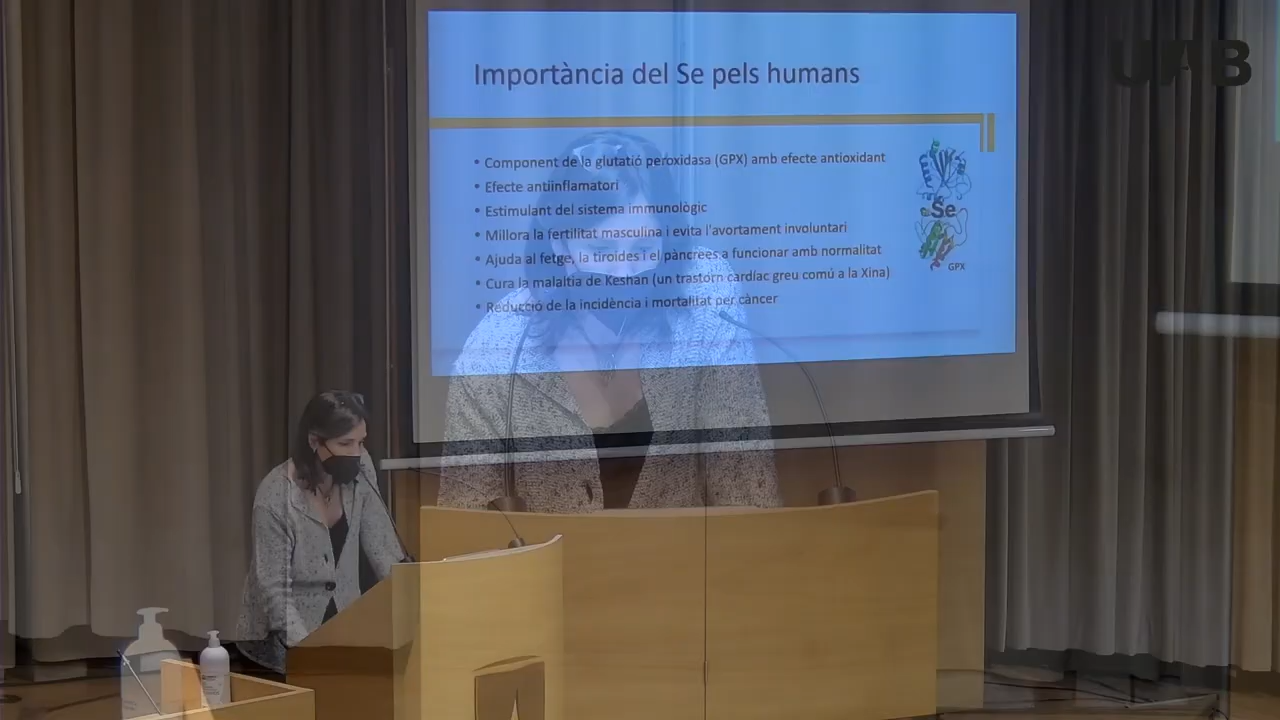 UAB
Importància del Se pels humans
• Component de la glutatió peroxidasa (GPX) amb efecte antioxidant
• Efecte antiinflamatori
• Estimulant del sistema immunològic
• Millora la fertilitat masculina i evita l'avortament involuntari
• Ajuda al fetge, la tiroides i el pàncrees a funcionar amb normalitat
• Cura la malaltia de Keshan (un trastorn cardíac greu comú a la Xina)
• Reducció de la incidència i mortalitat per càncer
Se
GPX